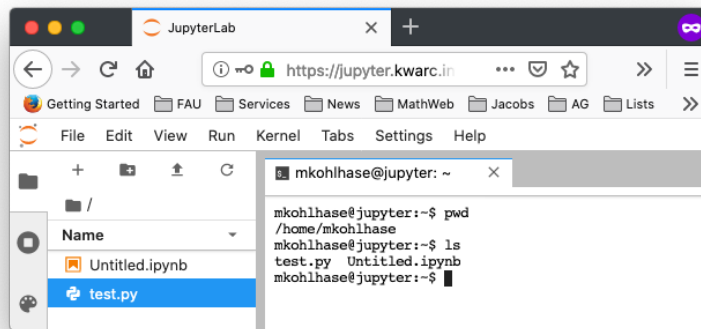 JupyterLab
https://jupyter.kwarc.in
Getting Started FAU Services News MathWeb Jacobs AG Lists
File Edit View Run Kernel Tabs Settings Help
mkohlhase@jupyter: ~
/
Name
Untitled.ipynb
test.py
mkohlhase@jupyter:~$ pwd
/home/mkohlhase
mkohlhase@jupyter:~$ ls
test.py Untitled.ipynb
mkohlhase@jupyter:~$